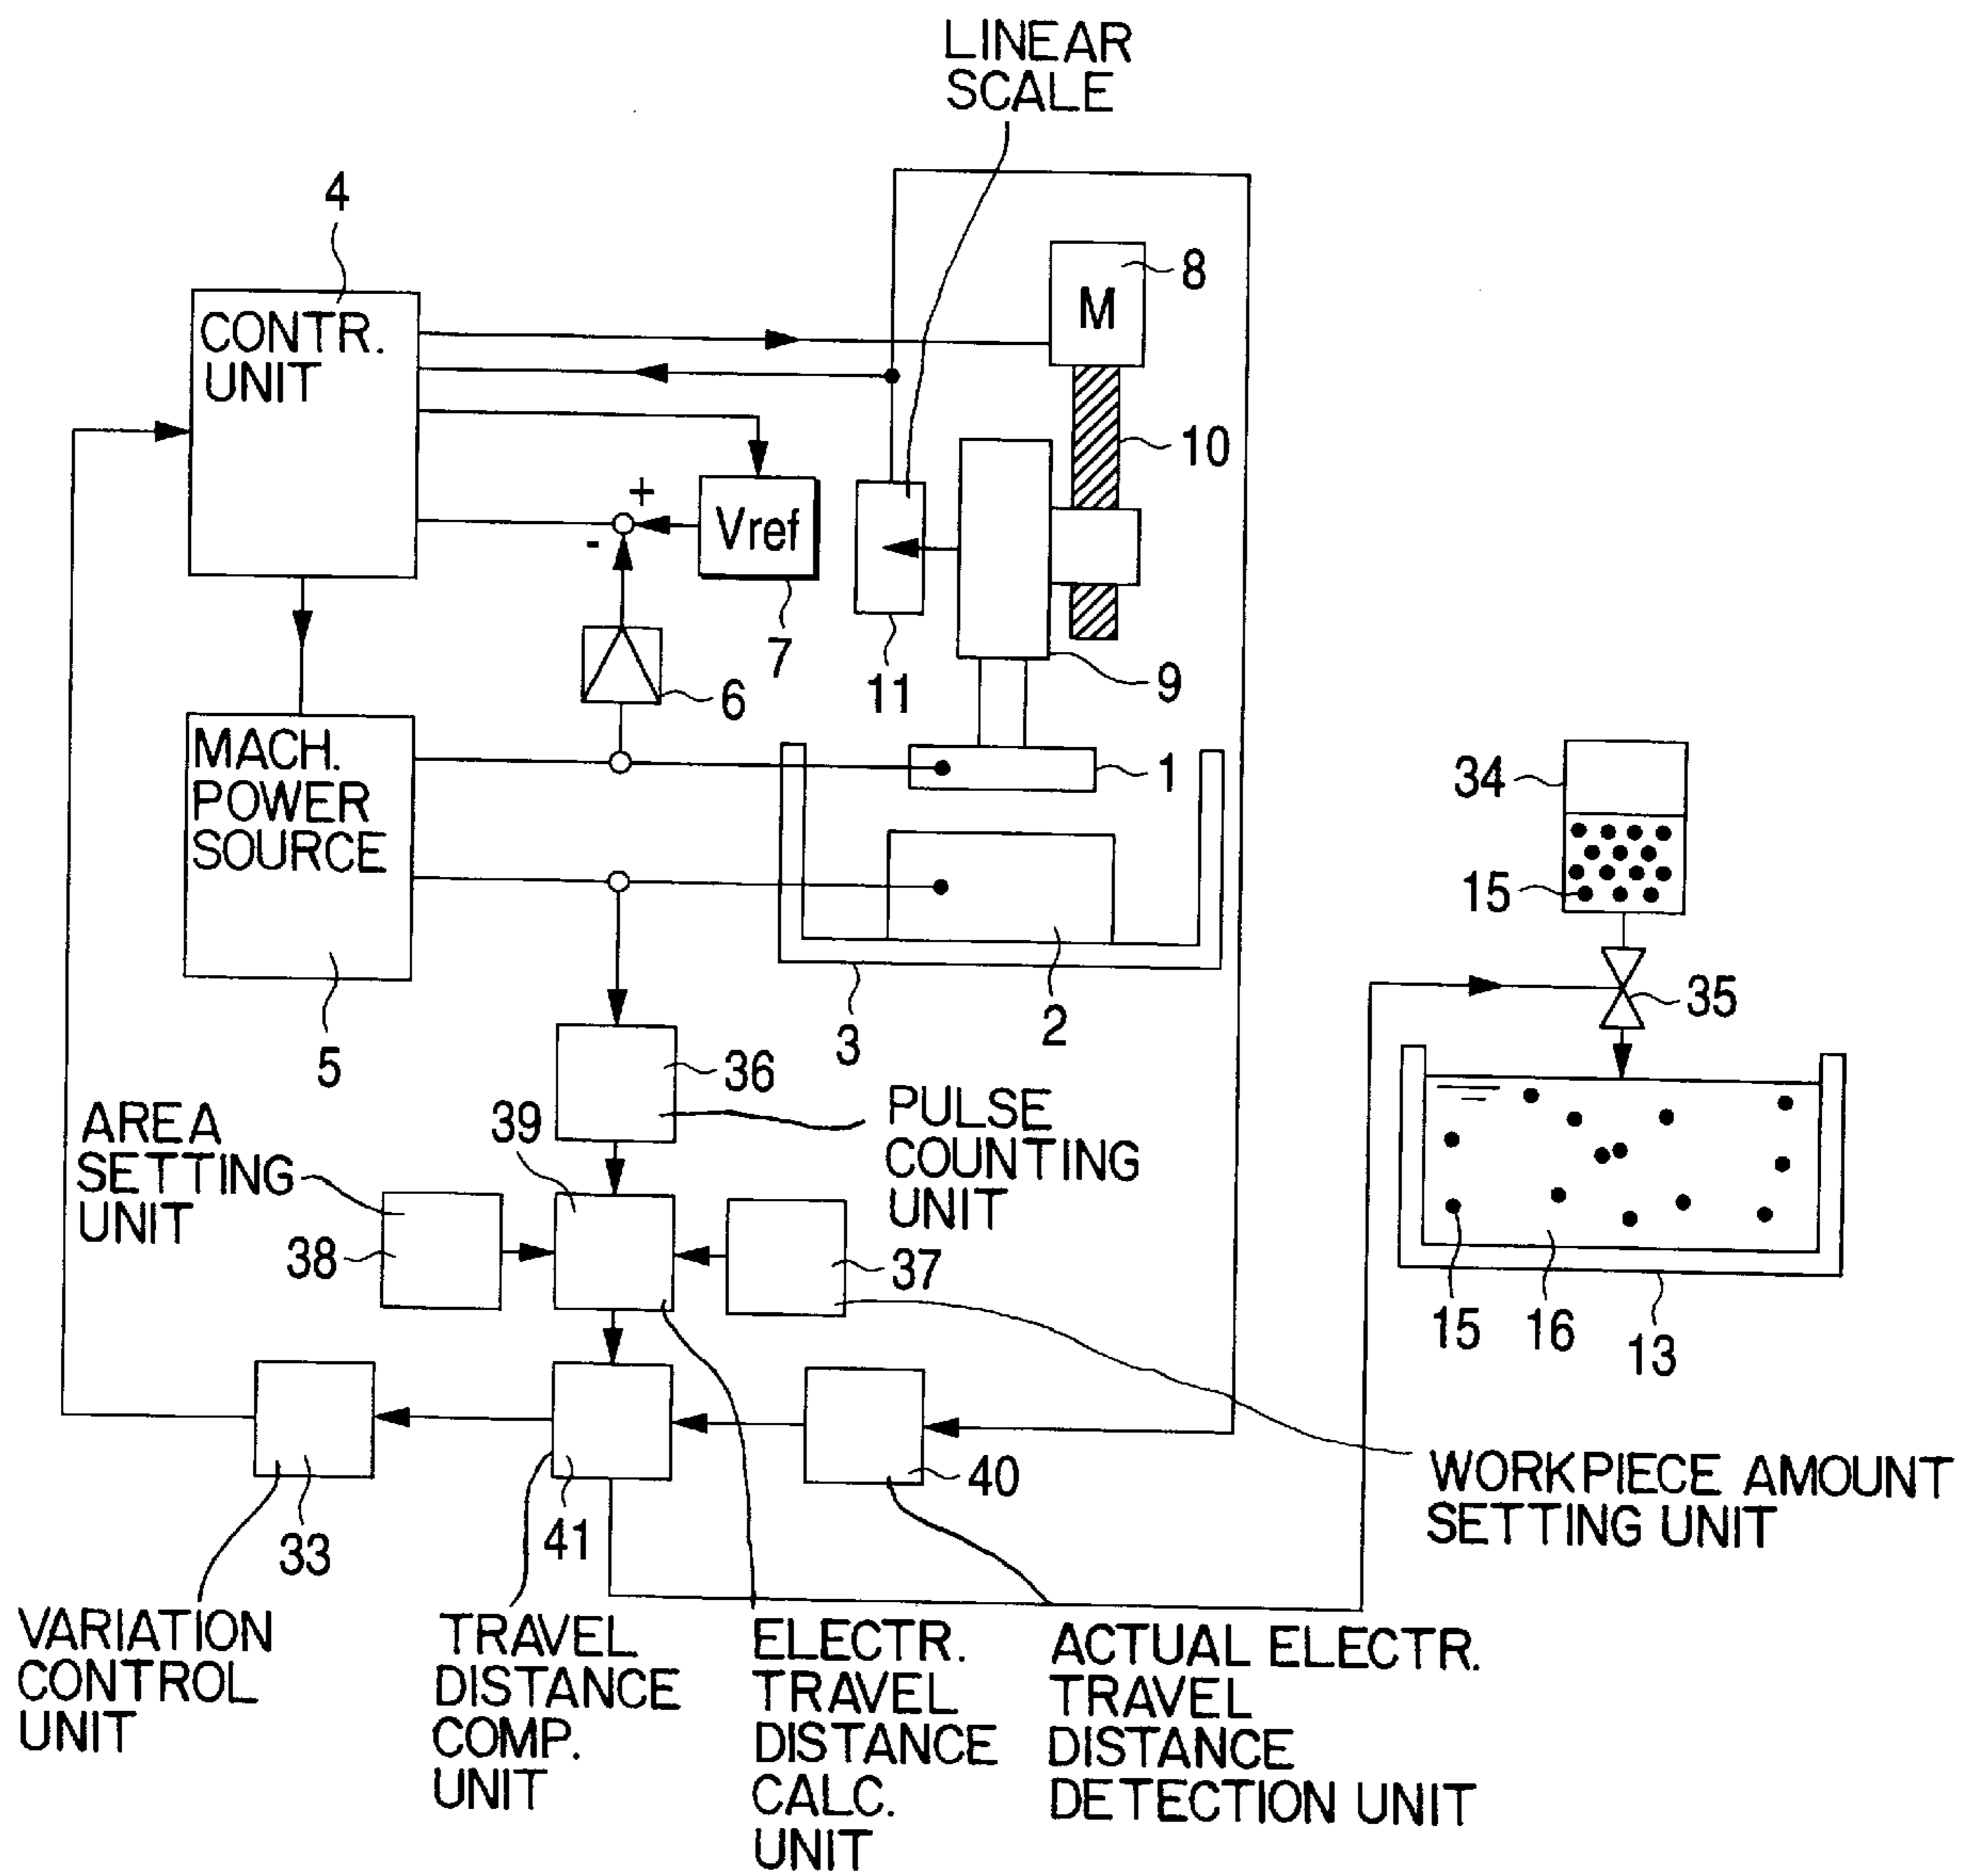 LINEAR
SCALE
4
8
M
CONTR.
UNIT
10
+
-
Vref
7
11
9
6
MACH.
POWER
SOURCE
1
34
15
35
2
3
5
36
PULSE
COUNTING
UNIT
39
AREA
SETTING
UNIT
38
37
15
16
13
40
WORKPIECE AMOUNT
SETTING UNIT
41
33
VARIATION
CONTROL
UNIT
TRAVEL
DISTANCE
COMP.
UNIT
ELECTR.
TRAVEL
DISTANCE
CALC.
UNIT
ACTUAL ELECTR.
TRAVEL
DISTANCE
DETECTION UNIT